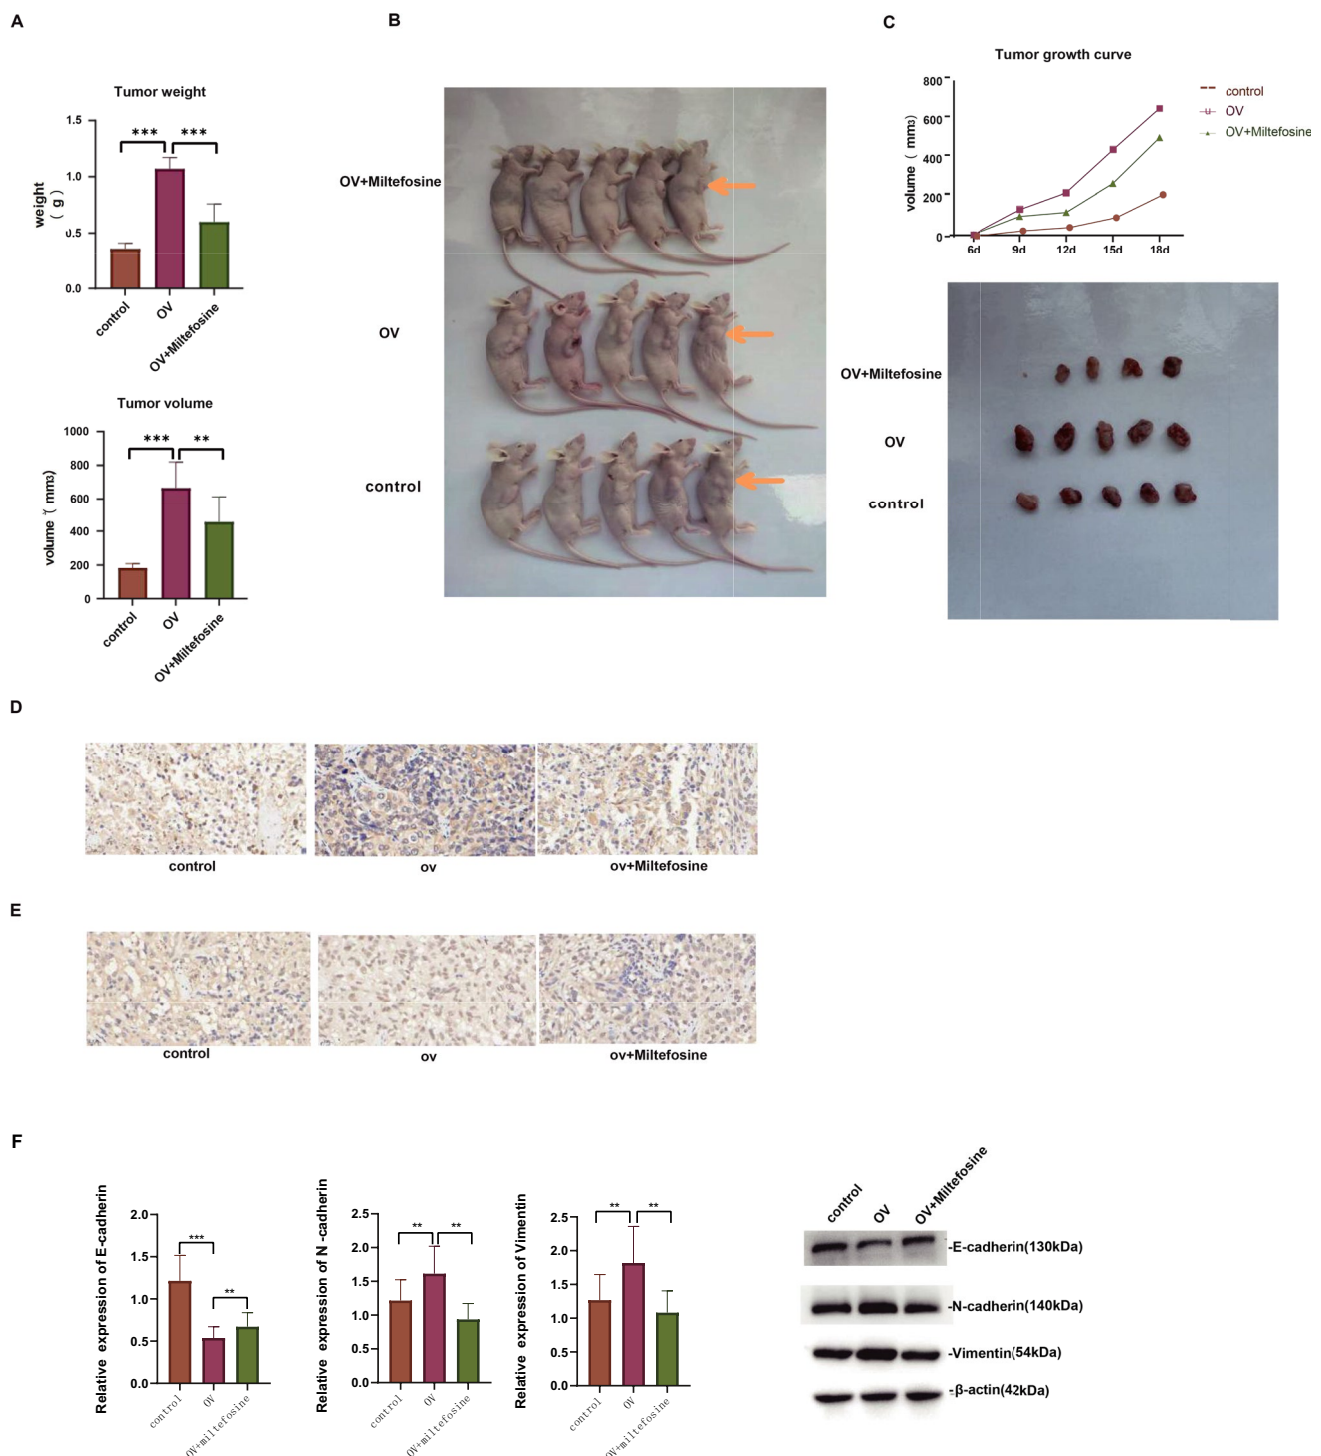 A
B
C
Tumor weight
1.5
1.0
0.5
0.0
weight
( g )
***
***
control
OV
OV+Miltefosine
Tumor volume
1000
800
600
400
200
0
volume ( mm3)
***
**
control
OV
OV+Miltefosine
OV+Miltefosine
OV
control
Tumor growth curve
800
600
400
200
0
volume ( mm3)
6d
9d
12d
15d
18d
control
OV
OV+Miltefosine
OV+Miltefosine
OV
control
D
control
ov
ov+Miltefosine
E
control
ov
ov+Miltefosine
F
Relative expression of E-cadherin
2.0
1.5
1.0
0.5
0.0
***
**
control
OV
OV+miltefosine
Relative expression of N -cadherin
2.5
2.0
1.5
1.0
0.5
0.0
**
**
control
OV
OV+miltefosine
Relative expression of Vimentin
2.5
2.0
1.5
1.0
0.5
0.0
**
**
control
OV
OV+miltefosine
control
OV
OV+Miltefosine
-E-cadherin(130kDa)
-N-cadherin(140kDa)
-Vimentin(54kDa)
-β-actin(42kDa)